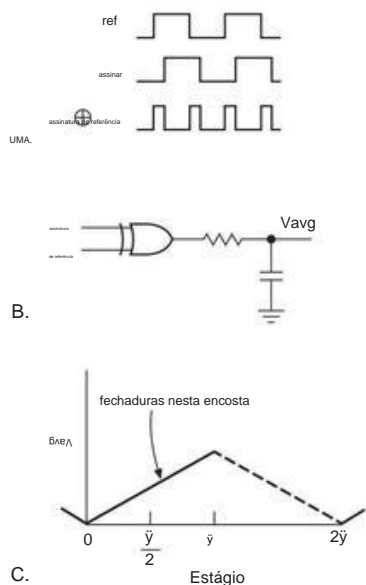 ref
assinar
assinatura de referência
UMA.
assinatura
de referência
Vavg
B.
fechaduras nesta encosta
Vavg
0
ÿ
2
ÿ
2ÿ
C.
Estágio